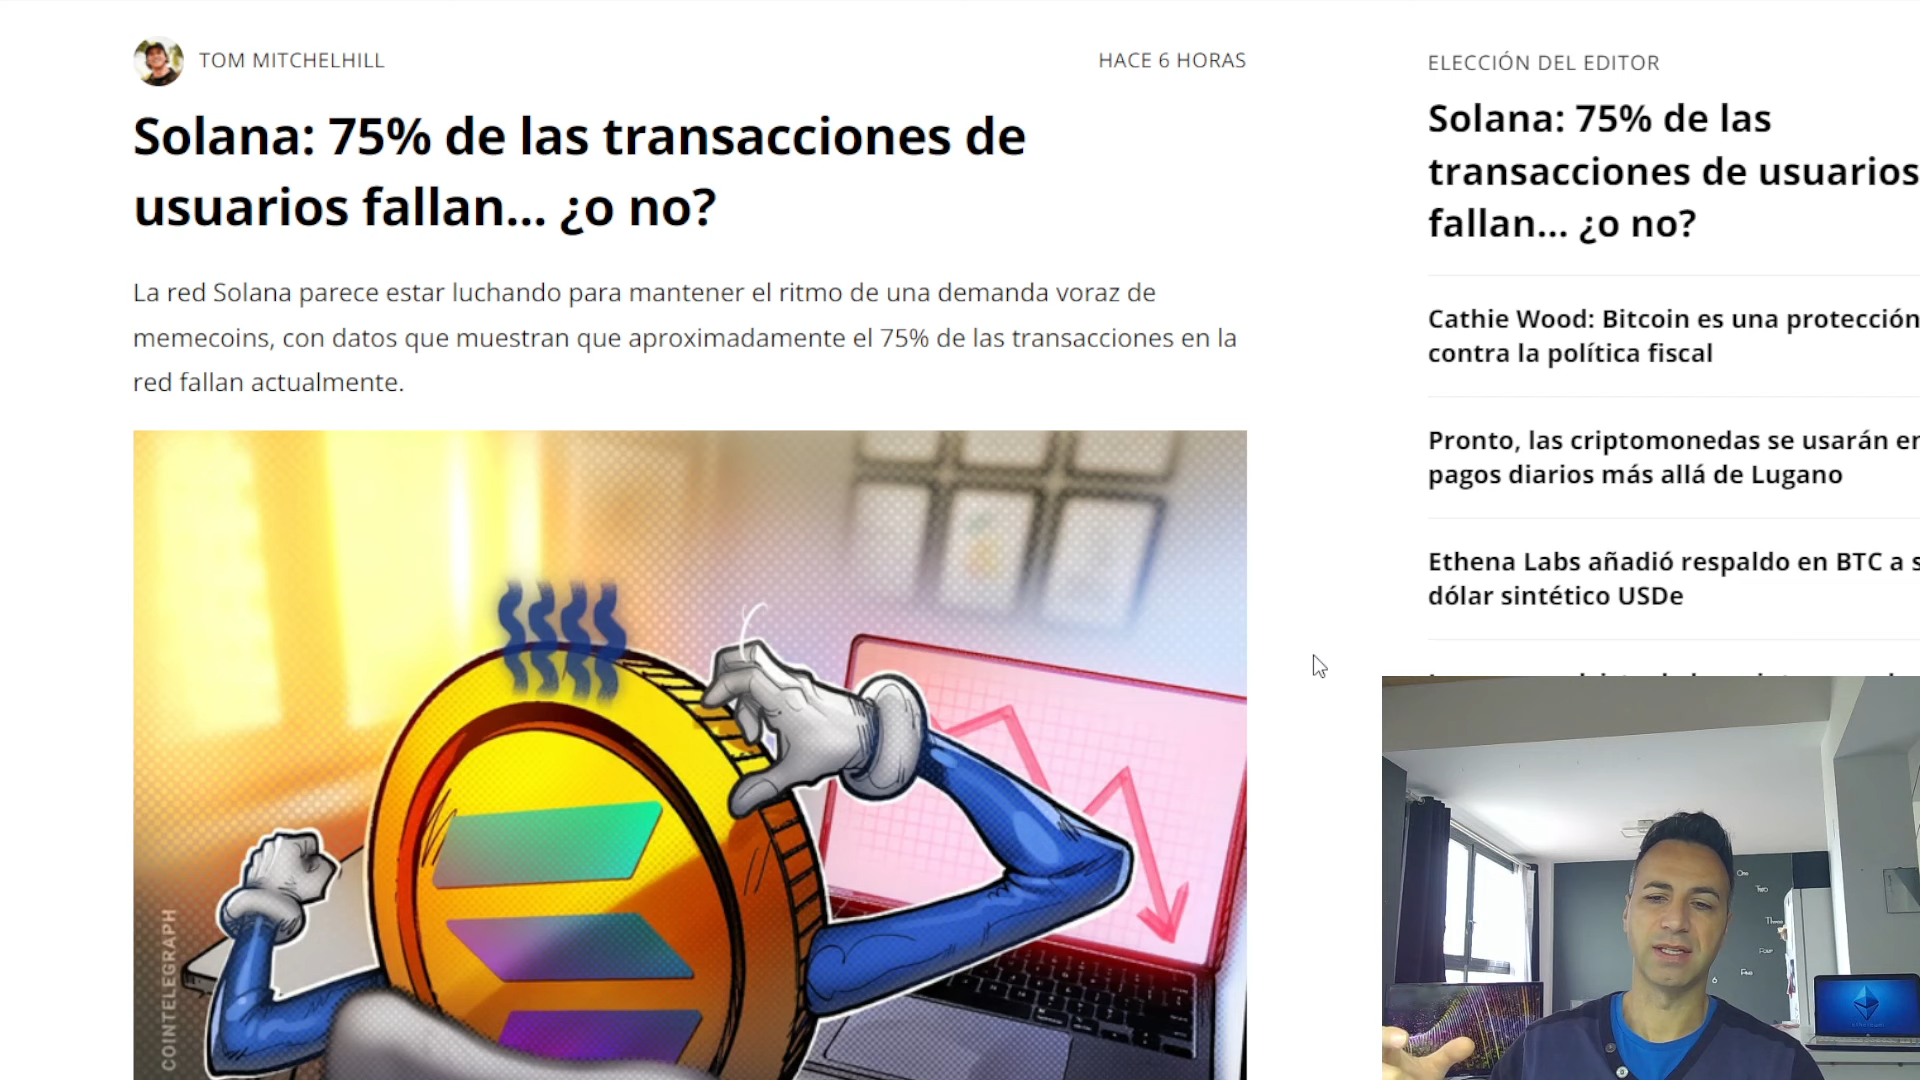 TOM MITCHELHILL
HACE 6 HORAS
Solana: 75% de las transacciones de
usuarios fallan... ¿o no?
La red Solana parece estar luchando para mantener el ritmo de una demanda voraz de
memecoins, con datos que muestran que aproximadamente el 75% de las transacciones en la
red fallan actualmente.
COINTELEGRAPH
ELECCIÓN DEL EDITOR
Solana: 75% de las
transacciones de usuarios
fallan... ¿o no?
Cathie Wood: Bitcoin es una protección
contra la política fiscal
Pronto, las criptomonedas se usarán en
pagos diarios más allá de Lugano
Ethena Labs añadió respaldo en BTC a s
dólar sintético USDe